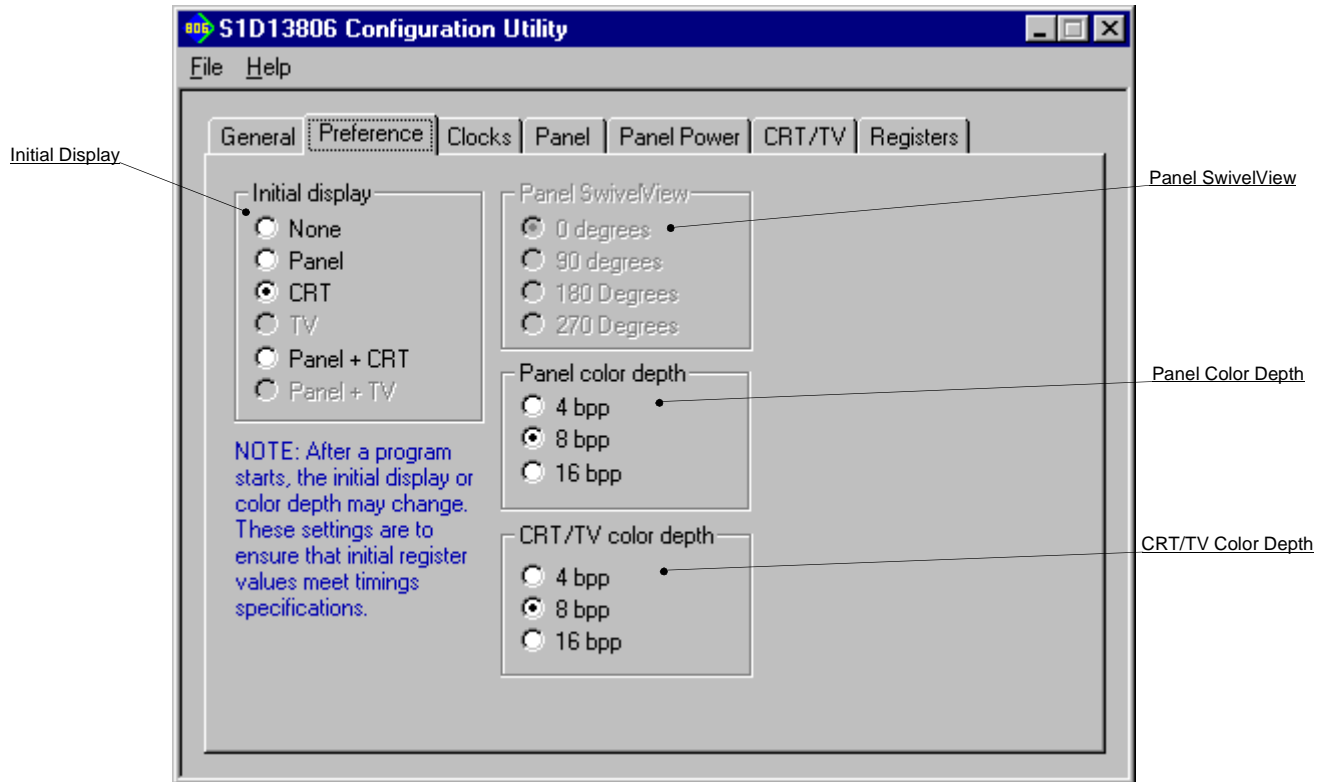 806 S1D13806 Configuration Utility
File Help
General Preference Clocks Panel Panel Power CRT/TV Registers
Initial Display
Initial display
None
Panel
CRT
TV
Panel + CRT
Panel + TV
NOTE: After a program
starts, the initial display or
color depth may change.
These settings are to
ensure that initial register
values meet timings
specifications.
Panel SwivelView
0 degrees
90 degrees
180 Degrees
270 Degrees
Panel SwivelView
Panel color depth
4 bpp
8 bpp
16 bpp
Panel Color Depth
CRT/TV color depth
4 bpp
8 bpp
16 bpp
CRT/TV Color Depth